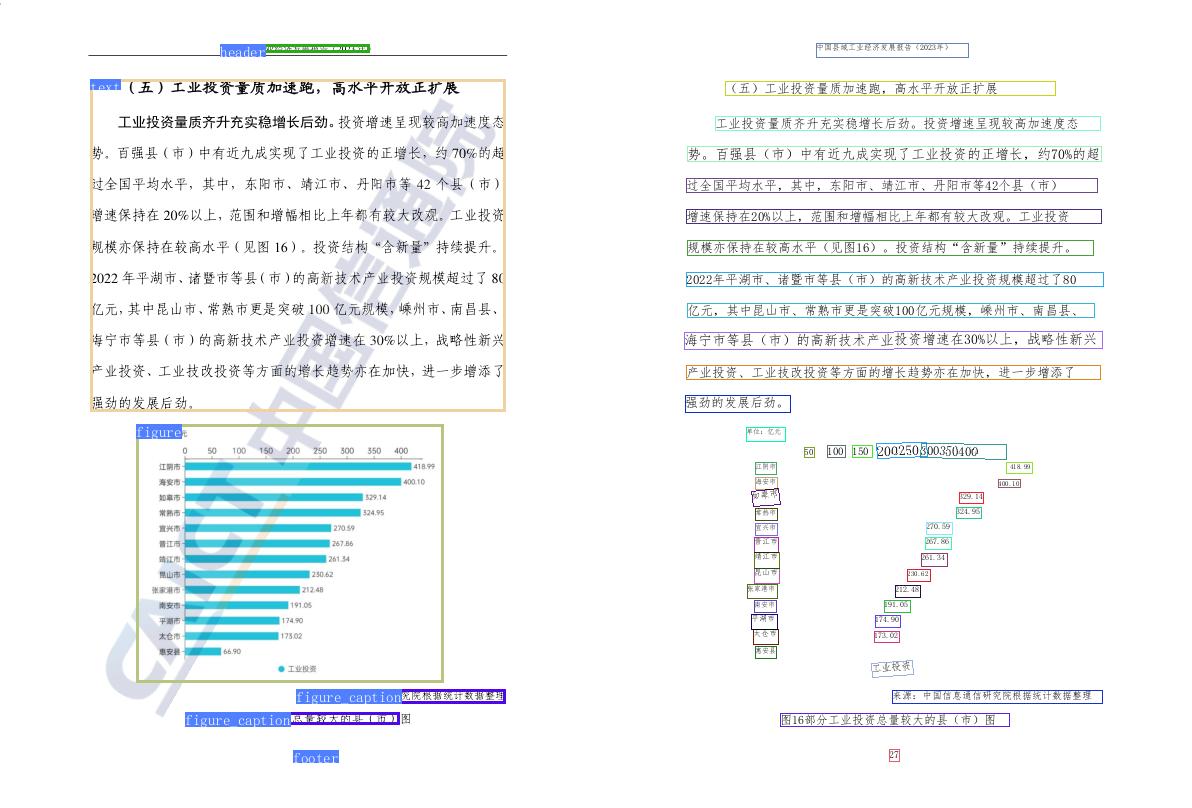 header
text
（五）工业投资量质加速跑，高水平开放正扩展
工业投资量质齐升充实稳增长后劲。投资增速呈现较高加速度态
势。百强县（市）中有近九成实现了工业投资的正增长，约 70%的超
过全国平均水平，其中，东阳市、靖江市、丹阳市等 42 个县（市）
增速保持在 20%以上，范围和增幅相比上年都有较大改观。工业投资
规模亦保持在较高水平（见图 16）。投资结构“含新量”持续提升。
2022 年平湖市、诸暨市等县（市）的高新技术产业投资规模超过了 80
亿元，其中昆山市、常熟市更是突破 100 亿元规模，嵊州市、南昌县、
海宁市等县（市）的高新技术产业投资增速在 30%以上，战略性新兴
产业投资、工业技改投资等方面的增长趋势亦在加快，进一步增添了
强劲的发展后劲。
figure
元
0 50 100 150 200 250 300 350 400
江阴市 418.99
海安市 400.10
如皋市 329.14
常熟市 324.95
宜兴市 270.59
晋江市 267.86
靖江市 261.34
昆山市 230.62
张家港市 212.48
南安市 191.05
平湖市 174.90
太仓市 173.02
惠安县 66.90
工业投资
figure_caption 究院根据统计数据整理
figure_caption 总量较大的县（市）图
footer
CAICT 中国信通院
中国县域工业经济发展报告（2023年）
（五）工业投资量质加速跑，高水平开放正扩展
工业投资量质齐升充实稳增长后劲。投资增速呈现较高加速度态
势。百强县（市）中有近九成实现了工业投资的正增长，约70%的超
过全国平均水平，其中，东阳市、靖江市、丹阳市等42个县（市）
增速保持在20%以上，范围和增幅相比上年都有较大改观。工业投资
规模亦保持在较高水平（见图16）。投资结构“含新量”持续提升。
2022年平湖市、诸暨市等县（市）的高新技术产业投资规模超过了80
亿元，其中昆山市、常熟市更是突破100亿元规模，嵊州市、南昌县、
海宁市等县（市）的高新技术产业投资增速在30%以上，战略性新兴
产业投资、工业技改投资等方面的增长趋势亦在加快，进一步增添了
强劲的发展后劲。
单位：亿元
50 100 150 200250300350400
江阴市 418.99
海安市 400.10
如皋市 329.14
常熟市 324.95
宜兴市 270.59
晋江市 267.86
靖江市 261.34
昆山市 230.62
张家港市 212.48
南安市 191.05
平湖市 174.90
太仓市 173.02
惠安县
工业投资
来源：中国信息通信研究院根据统计数据整理
图16部分工业投资总量较大的县（市）图
27